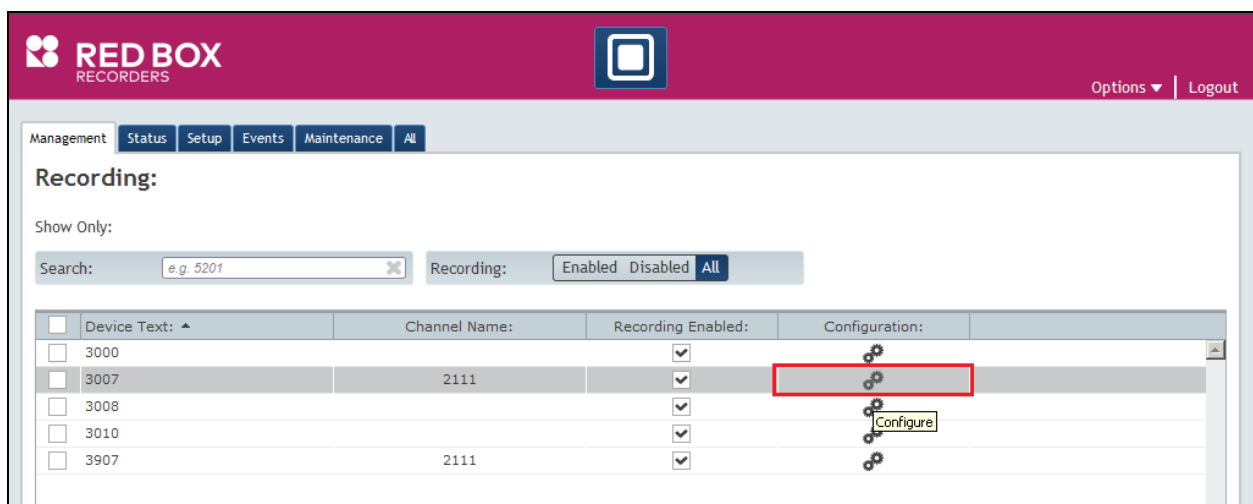 RED BOX
RECORDERS
Options Logout
Management Status Setup Events Maintenance All
Recording:
Show Only:
Search: e.g. 5201 Recording: Enabled Disabled All
Device Text: Channel Name: Recording Enabled: Configuration:
3000
3007 2111
3008
Configure
3010
3907 2111